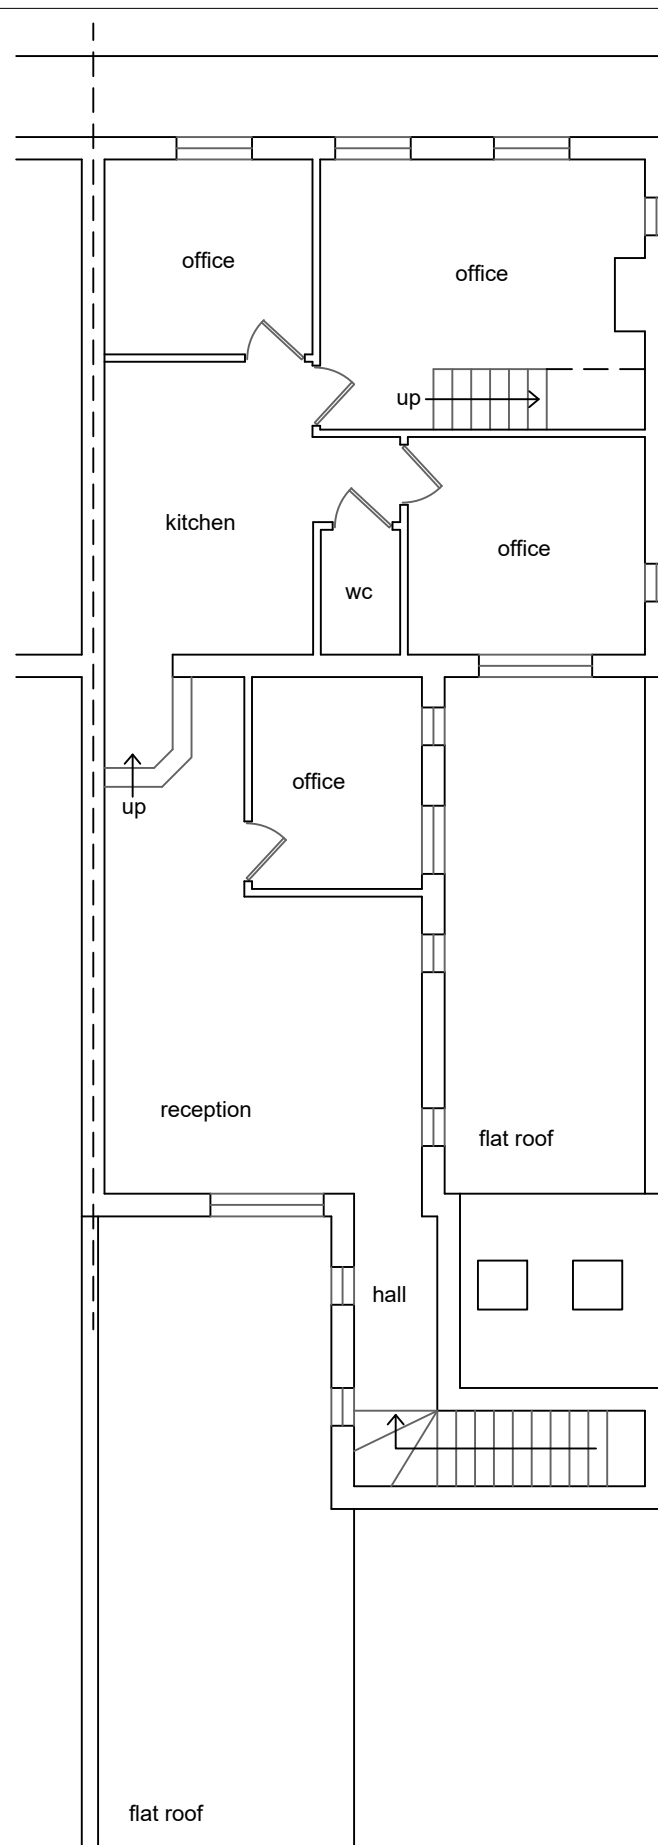 office
office
up
kitchen
office
wc
office
up
reception
flat roof
hall
flat roof